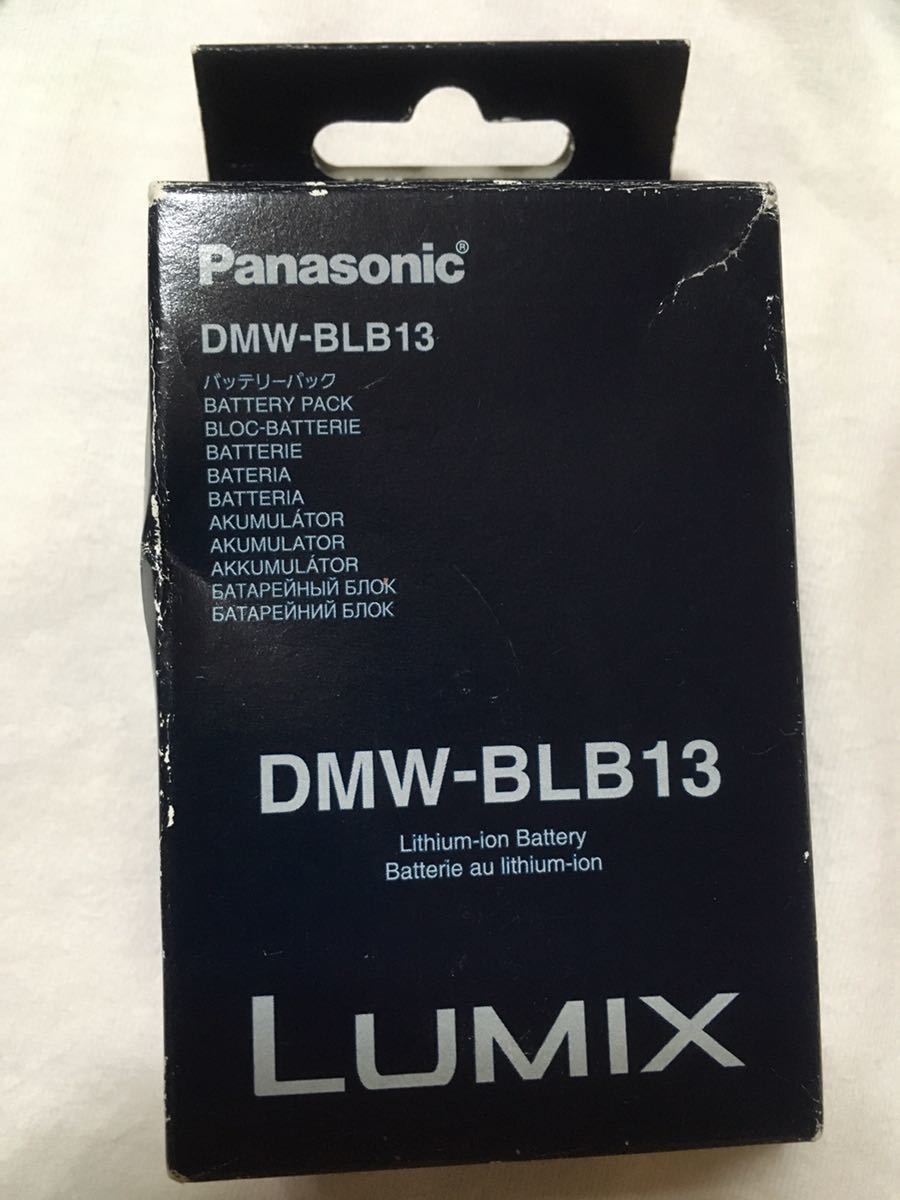 Panasonic®
DMW-BLB13
バッテリーパック
BATTERY PACK
BLOC-BATTERIE
BATTERIE
BATERIA
BATTERIA
AKUMULÁTOR
AKUMULATOR
AKKUMULÁTOR
БАТАРЕЙНЫЙ БЛОК
БАТАРЕЙНИЙ БЛОК
DMW-BLB13
Lithium-ion Battery
Batterie au lithium-ion
LUMIX